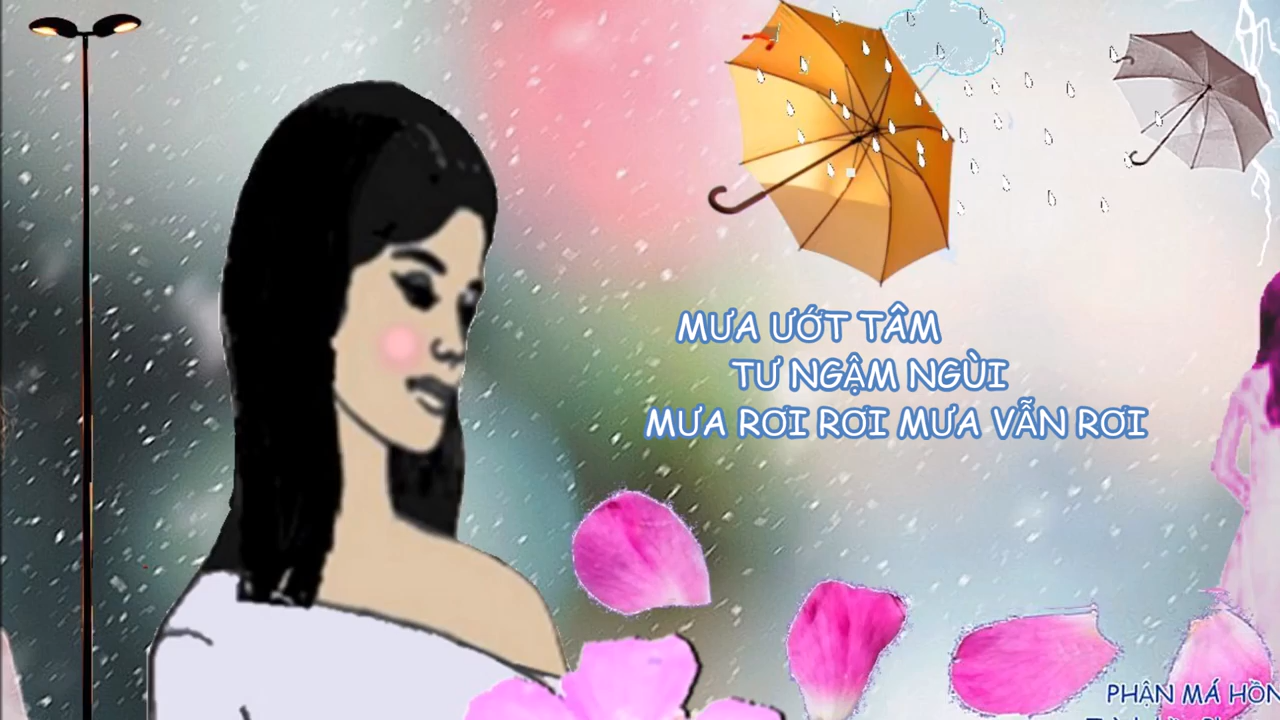 MƯA ƯỚT TÂM
TƯ NGẬM NGÙI
MƯA RƠI RƠI MƯA VẪN RƠI
PHẬN MÁ HỒN